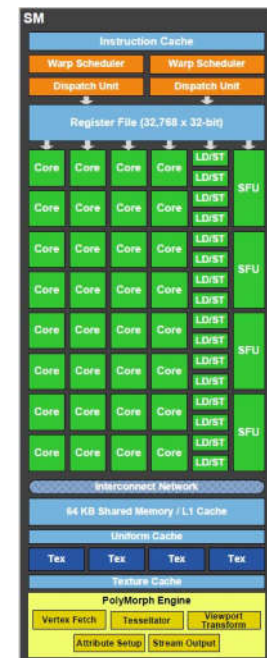 SM
Instruction Cache
Warp Scheduler Warp Scheduler
Dispatch Unit Dispatch Unit
Register File (32,768 x 32-bit)
Core Core Core Core LD/ST SFU
LD/ST
Core Core Core Core LD/ST
LD/ST
Core Core Core Core LD/ST SFU
LD/ST
Core Core Core Core LD/ST
LD/ST
Core Core Core Core LD/ST SFU
LD/ST
Core Core Core Core LD/ST
LD/ST
Core Core Core Core LD/ST SFU
LD/ST
Core Core Core Core LD/ST
LD/ST
Interconnect Network
64 KB Shared Memory / L1 Cache
Uniform Cache
Tex Tex Tex Tex
Texture Cache
PolyMorph Engine
Vertex Fetch Tessellator Viewport Transform
Attribute Setup Stream Output